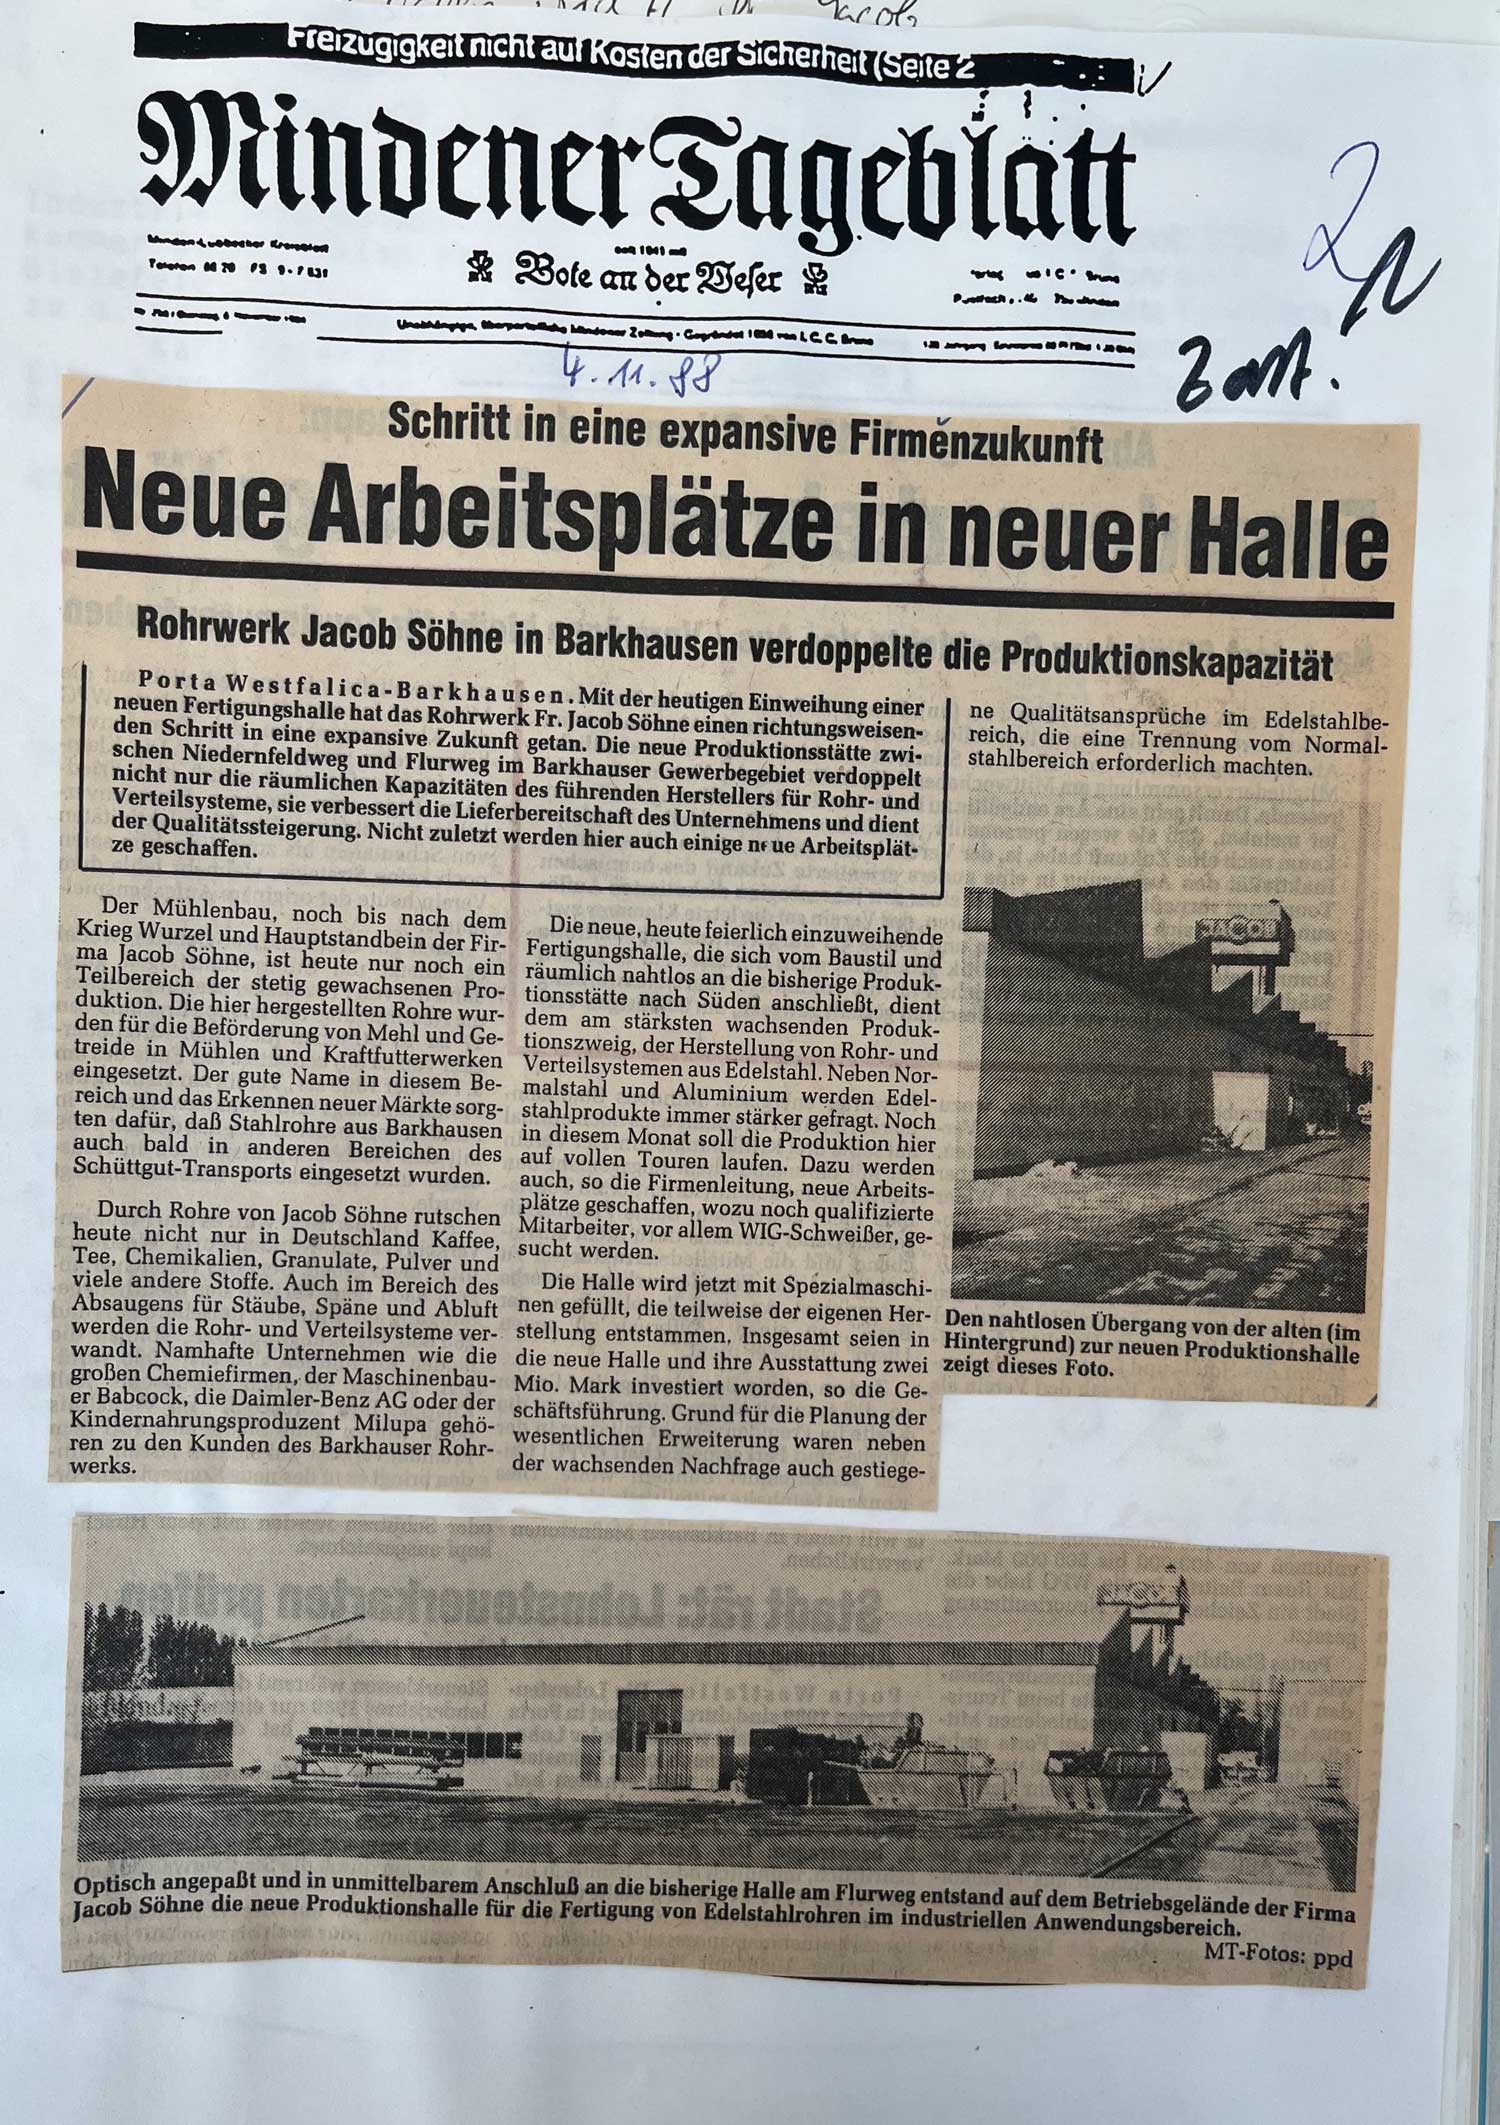 Freizügigkeit nicht auf Kosten der Sicherheit (Seite 2
Mindener Tageblatt
Bote an der Weser
Unabhängige, überparteiliche Mindener Zeitung · Gegründet 1856 von J. C. C. Bruns
4.11.88
Schritt in eine expansive Firmenzukunft
Neue Arbeitsplätze in neuer Halle
Rohrwerk Jacob Söhne in Barkhausen verdoppelte die Produktionskapazität
Porta Westfalica-Barkhausen. Mit der heutigen Einweihung einer
neuen Fertigungshalle hat das Rohrwerk Fr. Jacob Söhne einen richtungsweisen-
den Schritt in eine expansive Zukunft getan. Die neue Produktionsstätte zwi-
schen Niedernfeldweg und Flurweg im Barkhauser Gewerbegebiet verdoppelt
nicht nur die räumlichen Kapazitäten des führenden Herstellers für Rohr- und
Verteilsysteme, sie verbessert die Lieferbereitschaft des Unternehmens und dient
der Qualitätssteigerung. Nicht zuletzt werden hier auch einige neue Arbeitsplät-
ze geschaffen.
Der Mühlenbau, noch bis nach dem
Krieg Wurzel und Hauptstandbein der Fir-
ma Jacob Söhne, ist heute nur noch ein
Teilbereich der stetig gewachsenen Pro-
duktion. Die hier hergestellten Rohre wur-
den für die Beförderung von Mehl und Ge-
treide in Mühlen und Kraftfutterwerken
eingesetzt. Der gute Name in diesem Be-
reich und das Erkennen neuer Märkte sorg-
ten dafür, daß Stahlrohre aus Barkhausen
auch bald in anderen Bereichen des
Schüttgut-Transports eingesetzt wurden.
Durch Rohre von Jacob Söhne rutschen
heute nicht nur in Deutschland Kaffee,
Tee, Chemikalien, Granulate, Pulver und
viele andere Stoffe. Auch im Bereich des
Absaugens für Stäube, Späne und Abluft
werden die Rohr- und Verteilsysteme ver-
wandt. Namhafte Unternehmen wie die
großen Chemiefirmen, der Maschinenbau-
er Babcock, die Daimler-Benz AG oder der
Kindernahrungsproduzent Milupa gehö-
ren zu den Kunden des Barkhauser Rohr-
werks.
Die neue, heute feierlich einzuweihende
Fertigungshalle, die sich vom Baustil und
räumlich nahtlos an die bisherige Produk-
tionsstätte nach Süden anschließt, dient
dem am stärksten wachsenden Produk-
tionszweig, der Herstellung von Rohr- und
Verteilsystemen aus Edelstahl. Neben Nor-
malstahl und Aluminium werden Edel-
stahlprodukte immer stärker gefragt. Noch
in diesem Monat soll die Produktion hier
auf vollen Touren laufen. Dazu werden
auch, so die Firmenleitung, neue Arbeits-
plätze geschaffen, wozu noch qualifizierte
Mitarbeiter, vor allem WIG-Schweißer, ge-
sucht werden.
Die Halle wird jetzt mit Spezialmaschi-
nen gefüllt, die teilweise der eigenen Her-
stellung entstammen. Insgesamt seien in
die neue Halle und ihre Ausstattung zwei
Mio. Mark investiert worden, so die Ge-
schäftsführung. Grund für die Planung der
wesentlichen Erweiterung waren neben
der wachsenden Nachfrage auch gestiege-
ne Qualitätsansprüche im Edelstahlbe-
reich, die eine Trennung vom Normal-
stahlbereich erforderlich machten.
JACOB
Den nahtlosen Übergang von der alten (im
Hintergrund) zur neuen Produktionshalle
zeigt dieses Foto.
Optisch angepaßt und in unmittelbarem Anschluß an die bisherige Halle am Flurweg entstand auf dem Betriebsgelände der Firma
Jacob Söhne die neue Produktionshalle für die Fertigung von Edelstahlrohren im industriellen Anwendungsbereich.
MT-Fotos: ppd